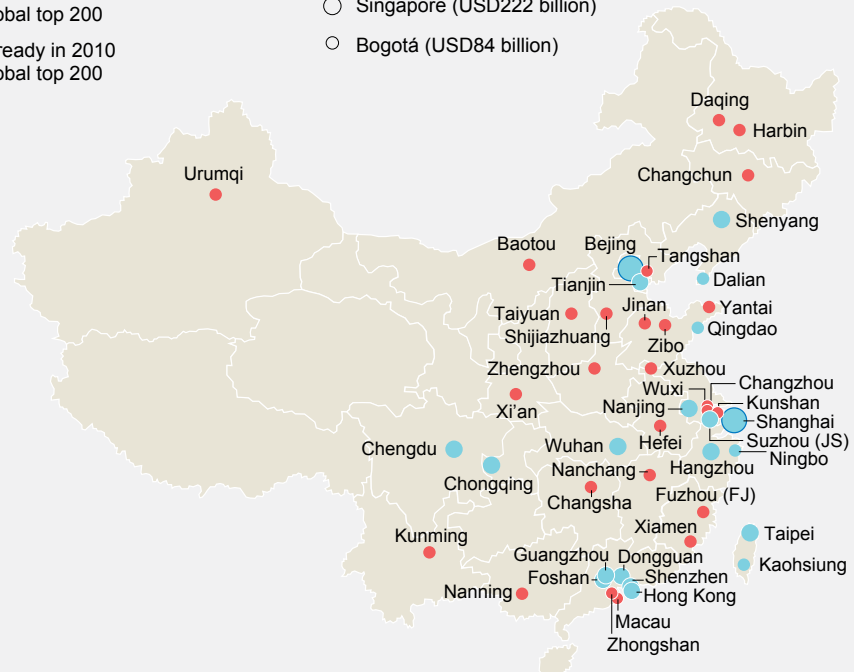 obal top 200
Singapore (USD222 billion)
ready in 2010
obal top 200
Bogotá (USD84 billion)
Daqing
Harbin
Urumqi
Changchun
Shenyang
Baotou
Bejing
Tangshan
Tianjin
Dalian
Jinan
Taiyuan
Yantai
Shijiazhuang
Qingdao
Zibo
Zhengzhou
Xuzhou
Changzhou
Wuxi
Kunshan
Xi'an
Nanjing
Shanghai
Hefei
Suzhou (JS)
Chengdu
Wuhan
Ningbo
Nanchang
Hangzhou
Chongqing
Changsha
Fuzhou (FJ)
Xiamen
Kunming
Taipei
Guangzhou
Dongguan
Kaohsiung
Foshan
Shenzhen
Nanning
Hong Kong
Macau
Zhongshan